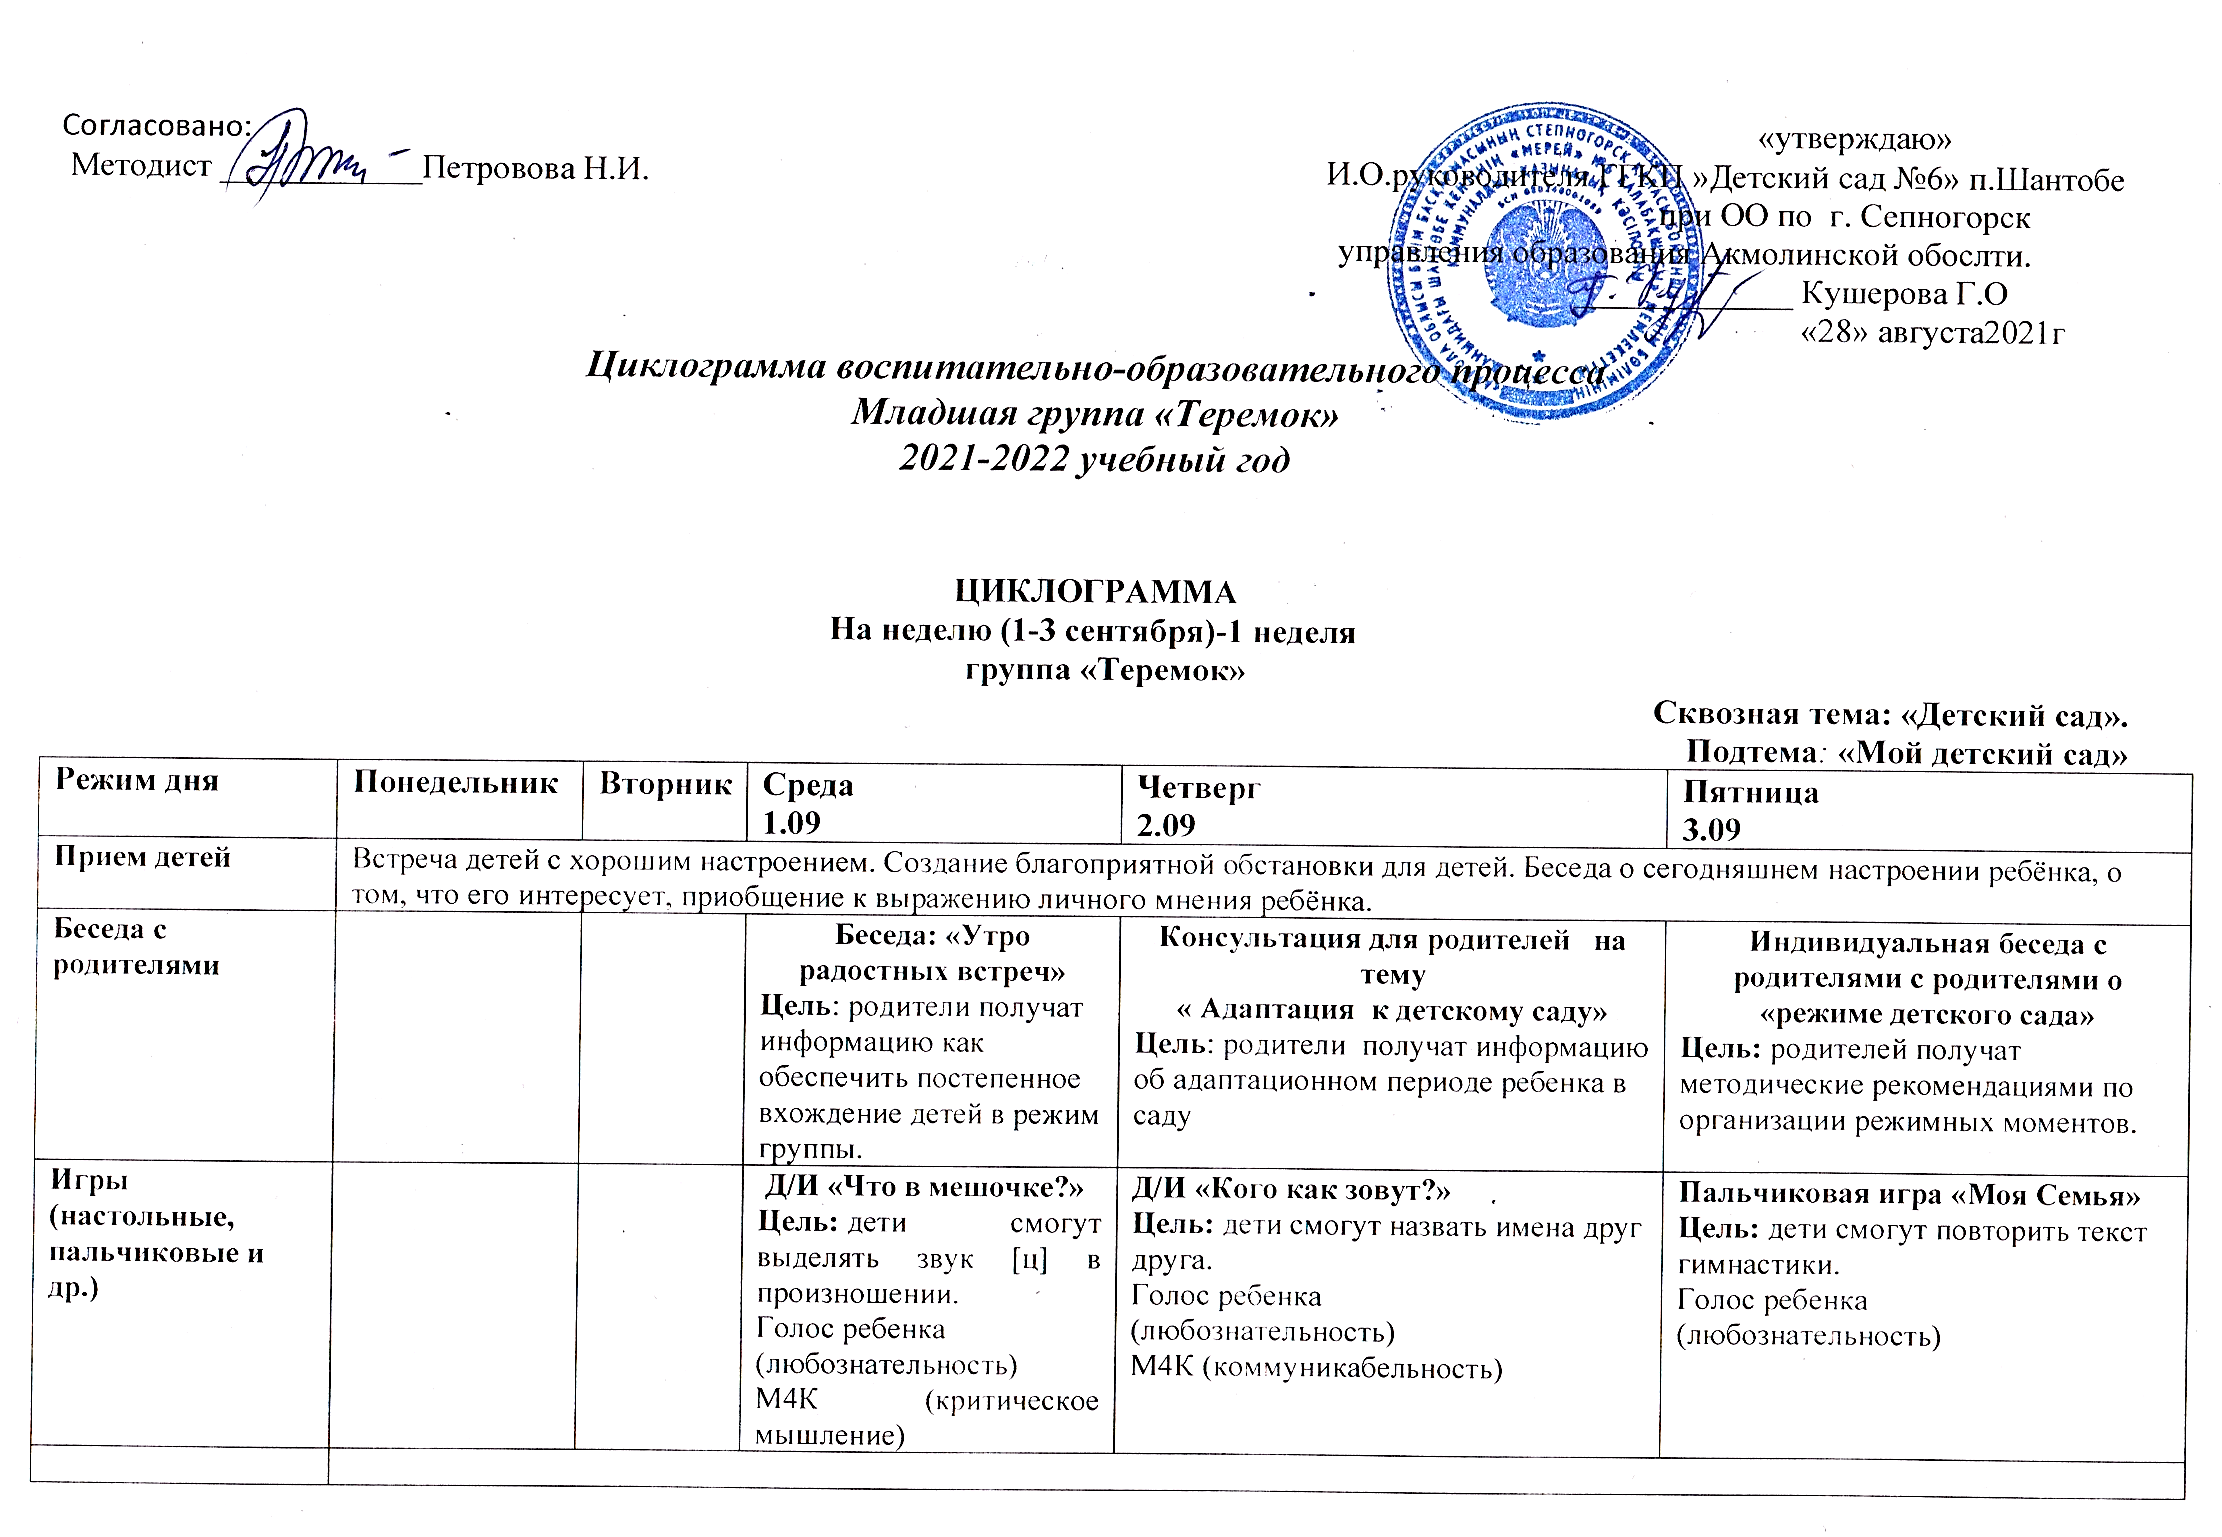 Согласовано:
Методист ____________Петровова Н.И.
«утверждаю»
И.О.руководителя ГГКП »Детский сад №6» п.Шантобе
при ОО по г. Сепногорск
управления образования Акмолинской обослти.
____________ Кушерова Г.О
«28» августа2021г
Циклограмма воспитательно-образовательного процесса
Младшая группа «Теремок»
2021-2022 учебный год
ЦИКЛОГРАММА
На неделю (1-3 сентября)-1 неделя
группа «Теремок»
Сквозная тема: «Детский сад».
Подтема: «Мой детский сад»
Режим дня
Понедельник
Вторник
Среда
1.09
Четверг
2.09
Пятница
3.09
Прием детей
Встреча детей с хорошим настроением. Создание благоприятной обстановки для детей. Беседа о сегодняшнем настроении ребёнка, о
том, что его интересует, приобщение к выражению личного мнения ребёнка.
Беседа с
родителями
Беседа: «Утро
радостных встреч»
Цель: родители получат
информацию как
обеспечить постепенное
вхождение детей в режим
группы.
Консультация для родителей на
тему
« Адаптация к детскому саду»
Цель: родители получат информацию
об адаптационном периоде ребенка в
саду
Индивидуальная беседа с
родителями с родителями о
«режиме детского сада»
Цель: родителей получат
методические рекомендациями по
организации режимных моментов.
Игры
(настольные,
пальчиковые и
др.)
Д/И «Что в мешочке?»
Цель: дети смогут
выделять звук [ц] в
произношении.
Голос ребенка
(любознательность)
М4К (критическое
мышление)
Д/И «Кого как зовут?»
Цель: дети смогут назвать имена друг
друга.
Голос ребенка
(любознательность)
М4К (коммуникабельность)
Пальчиковая игра «Моя Семья»
Цель: дети смогут повторить текст
гимнастики.
Голос ребенка
(любознательность)